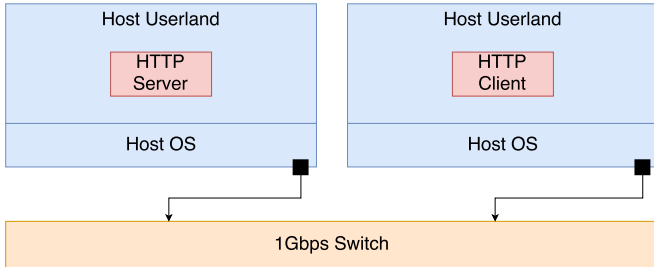 Host Userland
HTTP
Server
Host OS
Host Userland
HTTP
Client
Host OS
1Gbps Switch